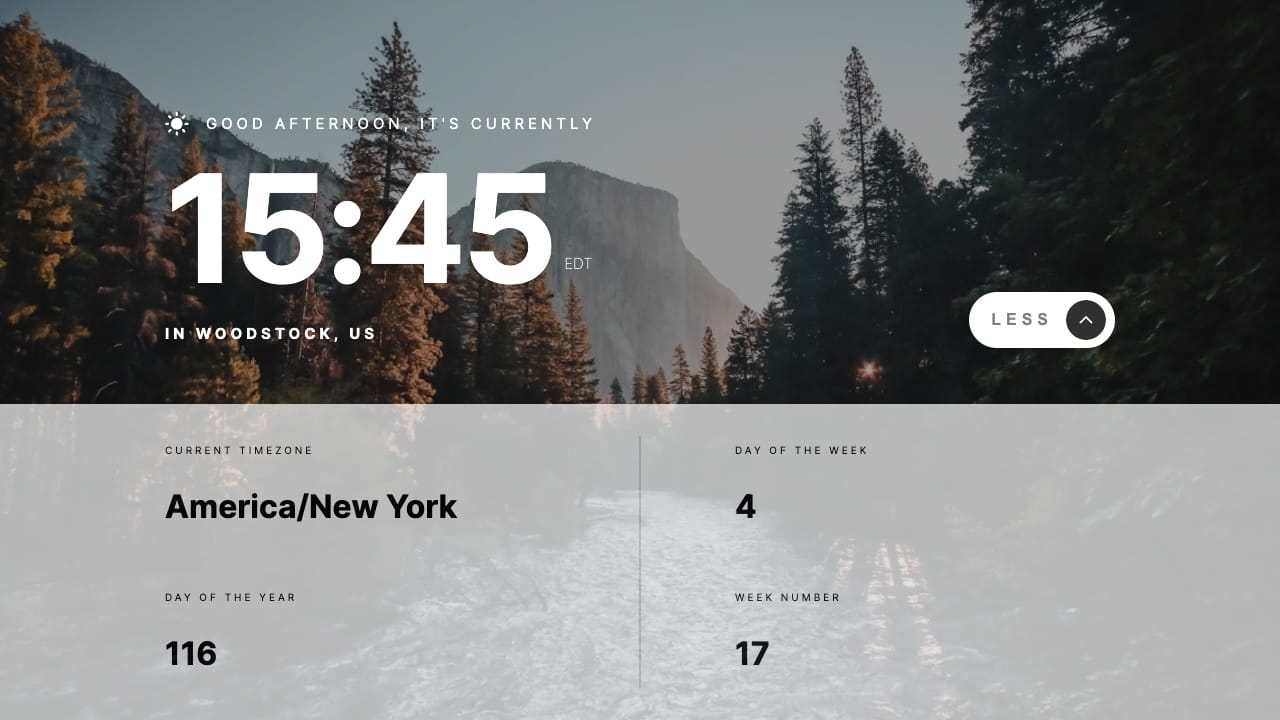 GOOD AFTERNOON, IT'S CURRENTLY
15:45 EDT
IN WOODSTOCK, US
LESS
CURRENT TIMEZONE
America/New York
DAY OF THE WEEK
4
DAY OF THE YEAR
116
WEEK NUMBER
17